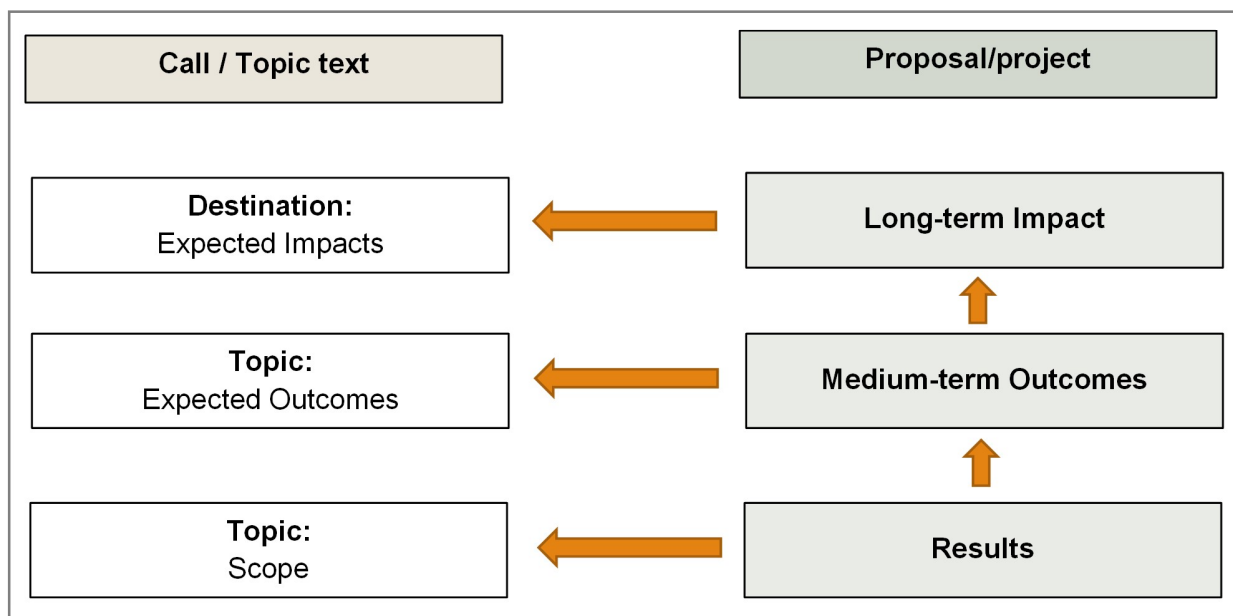 Call / Topic text
Proposal/project
Destination:
Expected Impacts
Long-term Impact
Topic:
Expected Outcomes
Medium-term Outcomes
Topic:
Scope
Results